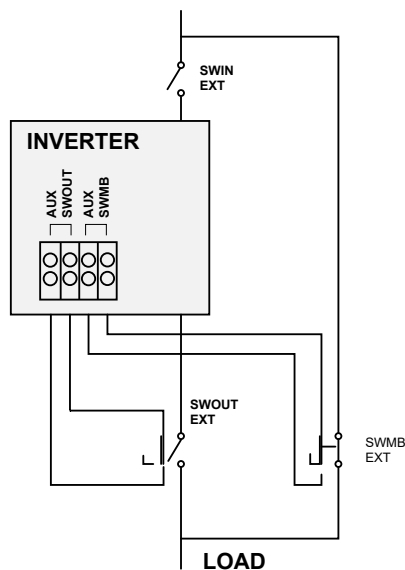 SWIN
EXT
INVERTER
AUX
SWOUT
AUX
SWMB
SWOUT
EXT
SWMB
EXT
LOAD